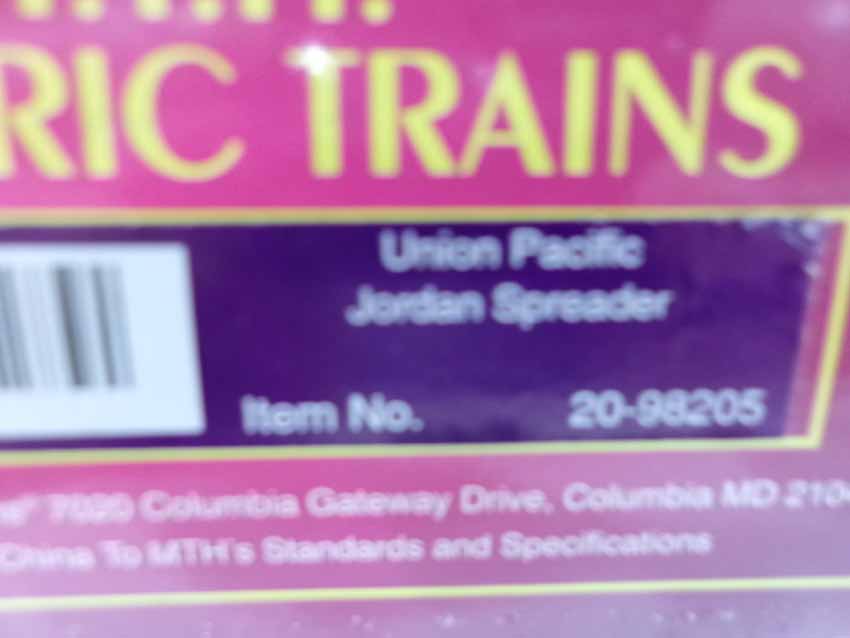 RIC TRAINS
Union Pacific
Jordan Spreader
Item No. 20-98205
7020 Columbia Gateway Drive, Columbia MD 2104
China To MTH's Standards and Specifications